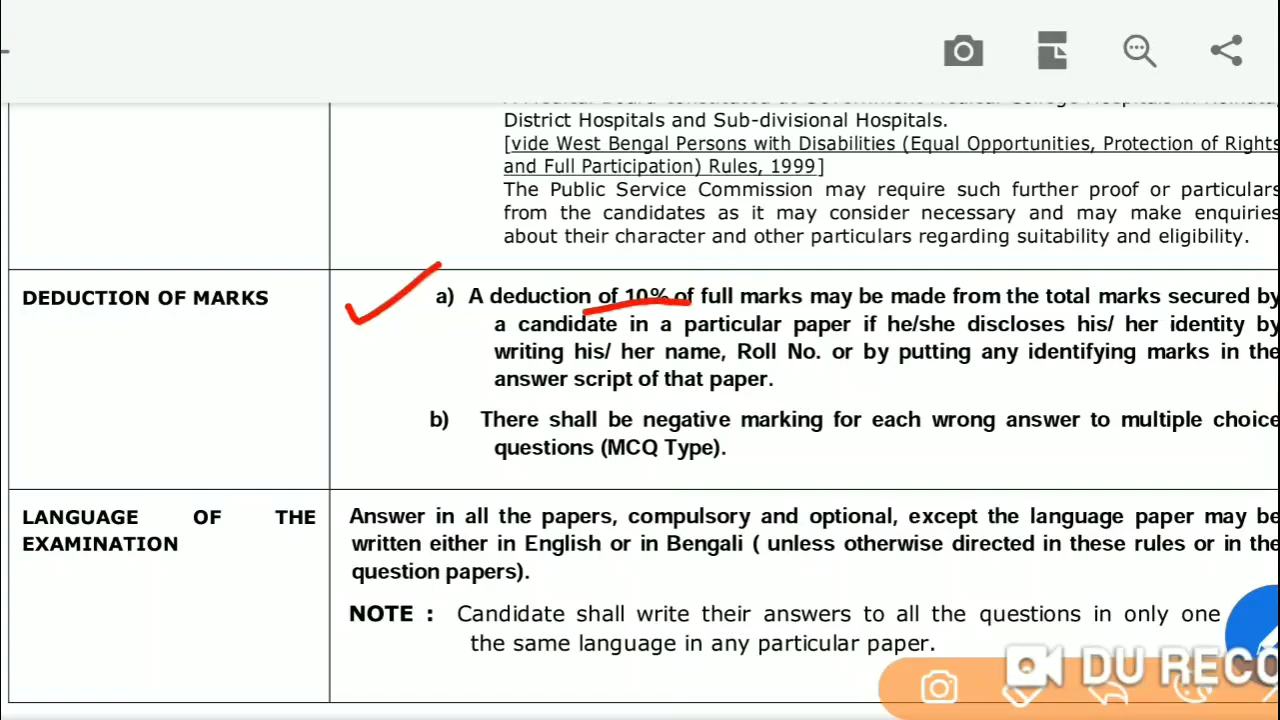 District Hospitals and Sub-divisional Hospitals.
[vide West Bengal Persons with Disabilities (Equal Opportunities, Protection of Rights
and Full Participation) Rules, 1999]
The Public Service Commission may require such further proof or particulars
from the candidates as it may consider necessary and may make enquiries
about their character and other particulars regarding suitability and eligibility.
DEDUCTION OF MARKS
a) A deduction of 10% of full marks may be made from the total marks secured by
a candidate in a particular paper if he/she discloses his/ her identity by
writing his/ her name, Roll No. or by putting any identifying marks in the
answer script of that paper.
b) There shall be negative marking for each wrong answer to multiple choice
questions (MCQ Type).
LANGUAGE OF THE
EXAMINATION
Answer in all the papers, compulsory and optional, except the language paper may be
written either in English or in Bengali ( unless otherwise directed in these rules or in the
question papers).
NOTE : Candidate shall write their answers to all the questions in only one
the same language in any particular paper.
DU RECO